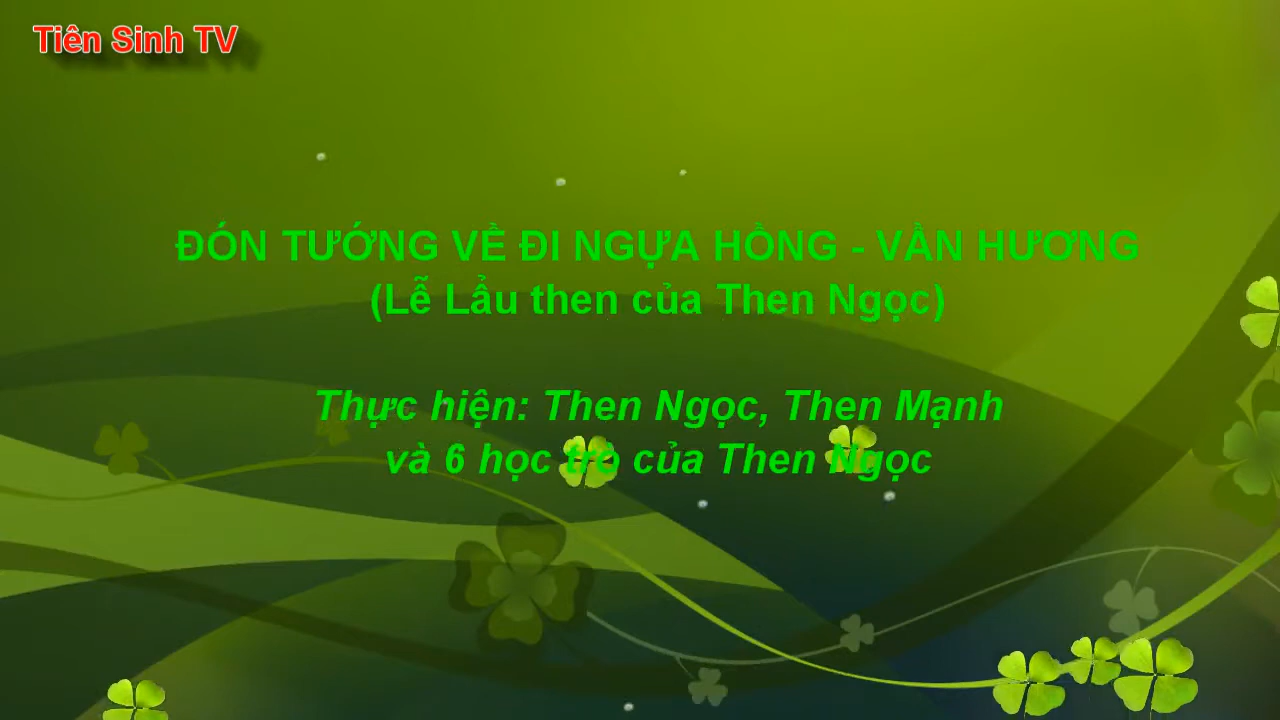 Tiên Sinh TV
ĐÓN TƯỚNG VỀ ĐI NGỰA HỒNG - VẦN HƯƠNG
(Lễ Lẩu then của Then Ngọc)
Thực hiện: Then Ngọc, Then Mạnh
và 6 học trò của Then Ngọc